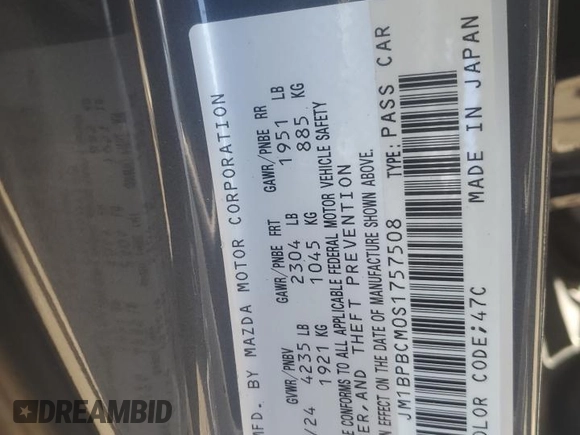 MFD. BY MAZDA MOTOR CORPORATION
GVWR/PNBV GAWR/PNBE FRT GAWR/PNBE RR
/24 4235 LB 2304 LB 1951 LB
1921 KG 1045 KG 885 KG
E CONFORMS TO ALL APPLICABLE FEDERAL MOTOR VEHICLE SAFETY
ER, AND THEFT PREVENTION
N EFFECT ON THE DATE OF MANUFACTURE SHOWN ABOVE.
JM1BPBCM0S1757508 TYPE: PASS CAR
OLOR CODE; 47C MADE IN JAPAN
DREAMBID